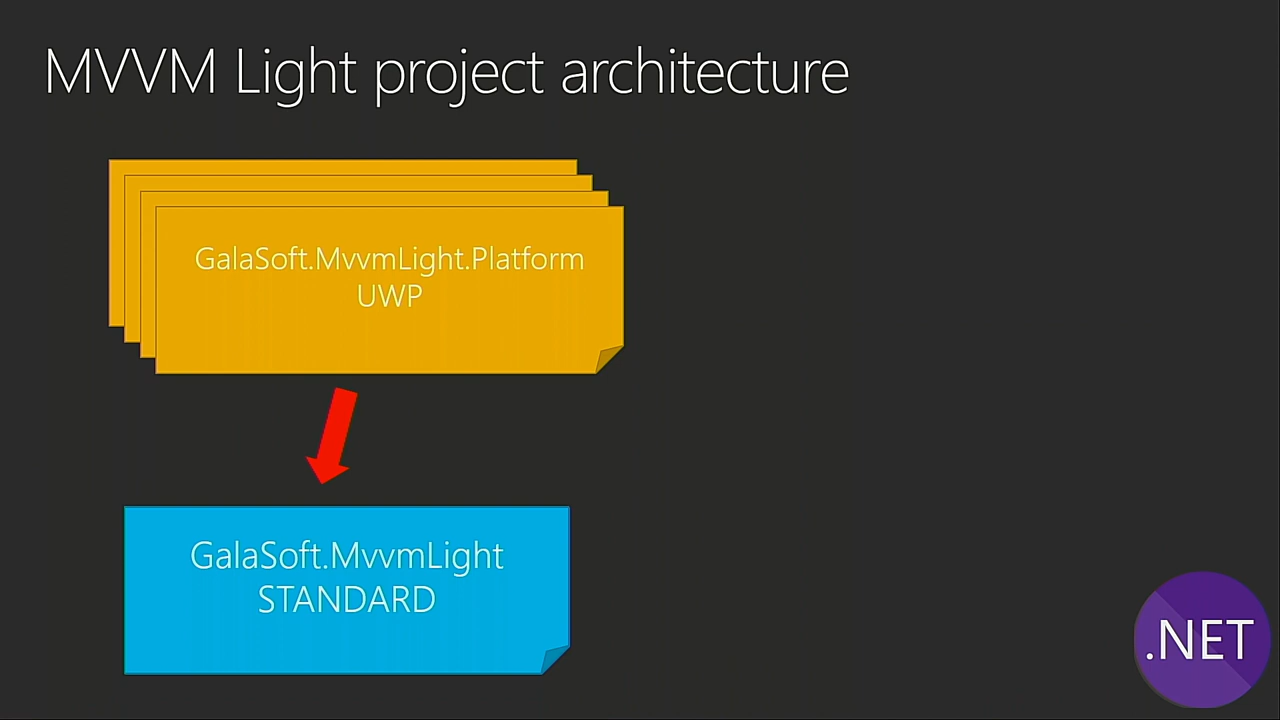 MVVM Light project architecture
GalaSoft.MvvmLight.Platform
UWP
GalaSoft.MvvmLight
STANDARD
.NET